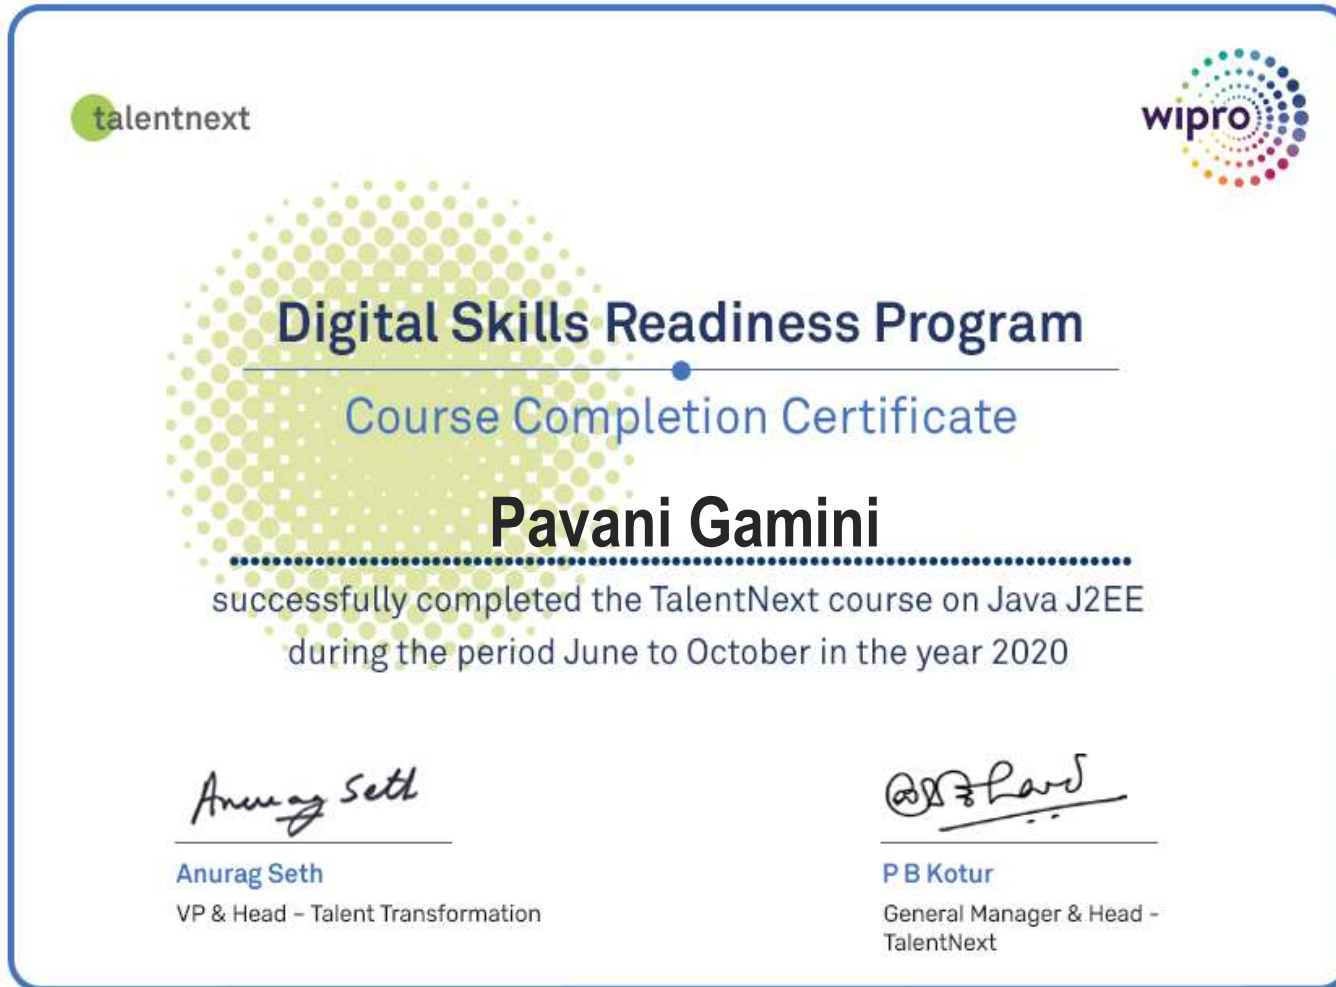 talentnext
wipro
Digital Skills Readiness Program
Course Completion Certificate
Pavani Gamini
successfully completed the TalentNext course on Java J2EE
during the period June to October in the year 2020
Anurag Seth
Anurag Seth
VP & Head – Talent Transformation
P B Kotur
General Manager & Head -
TalentNext